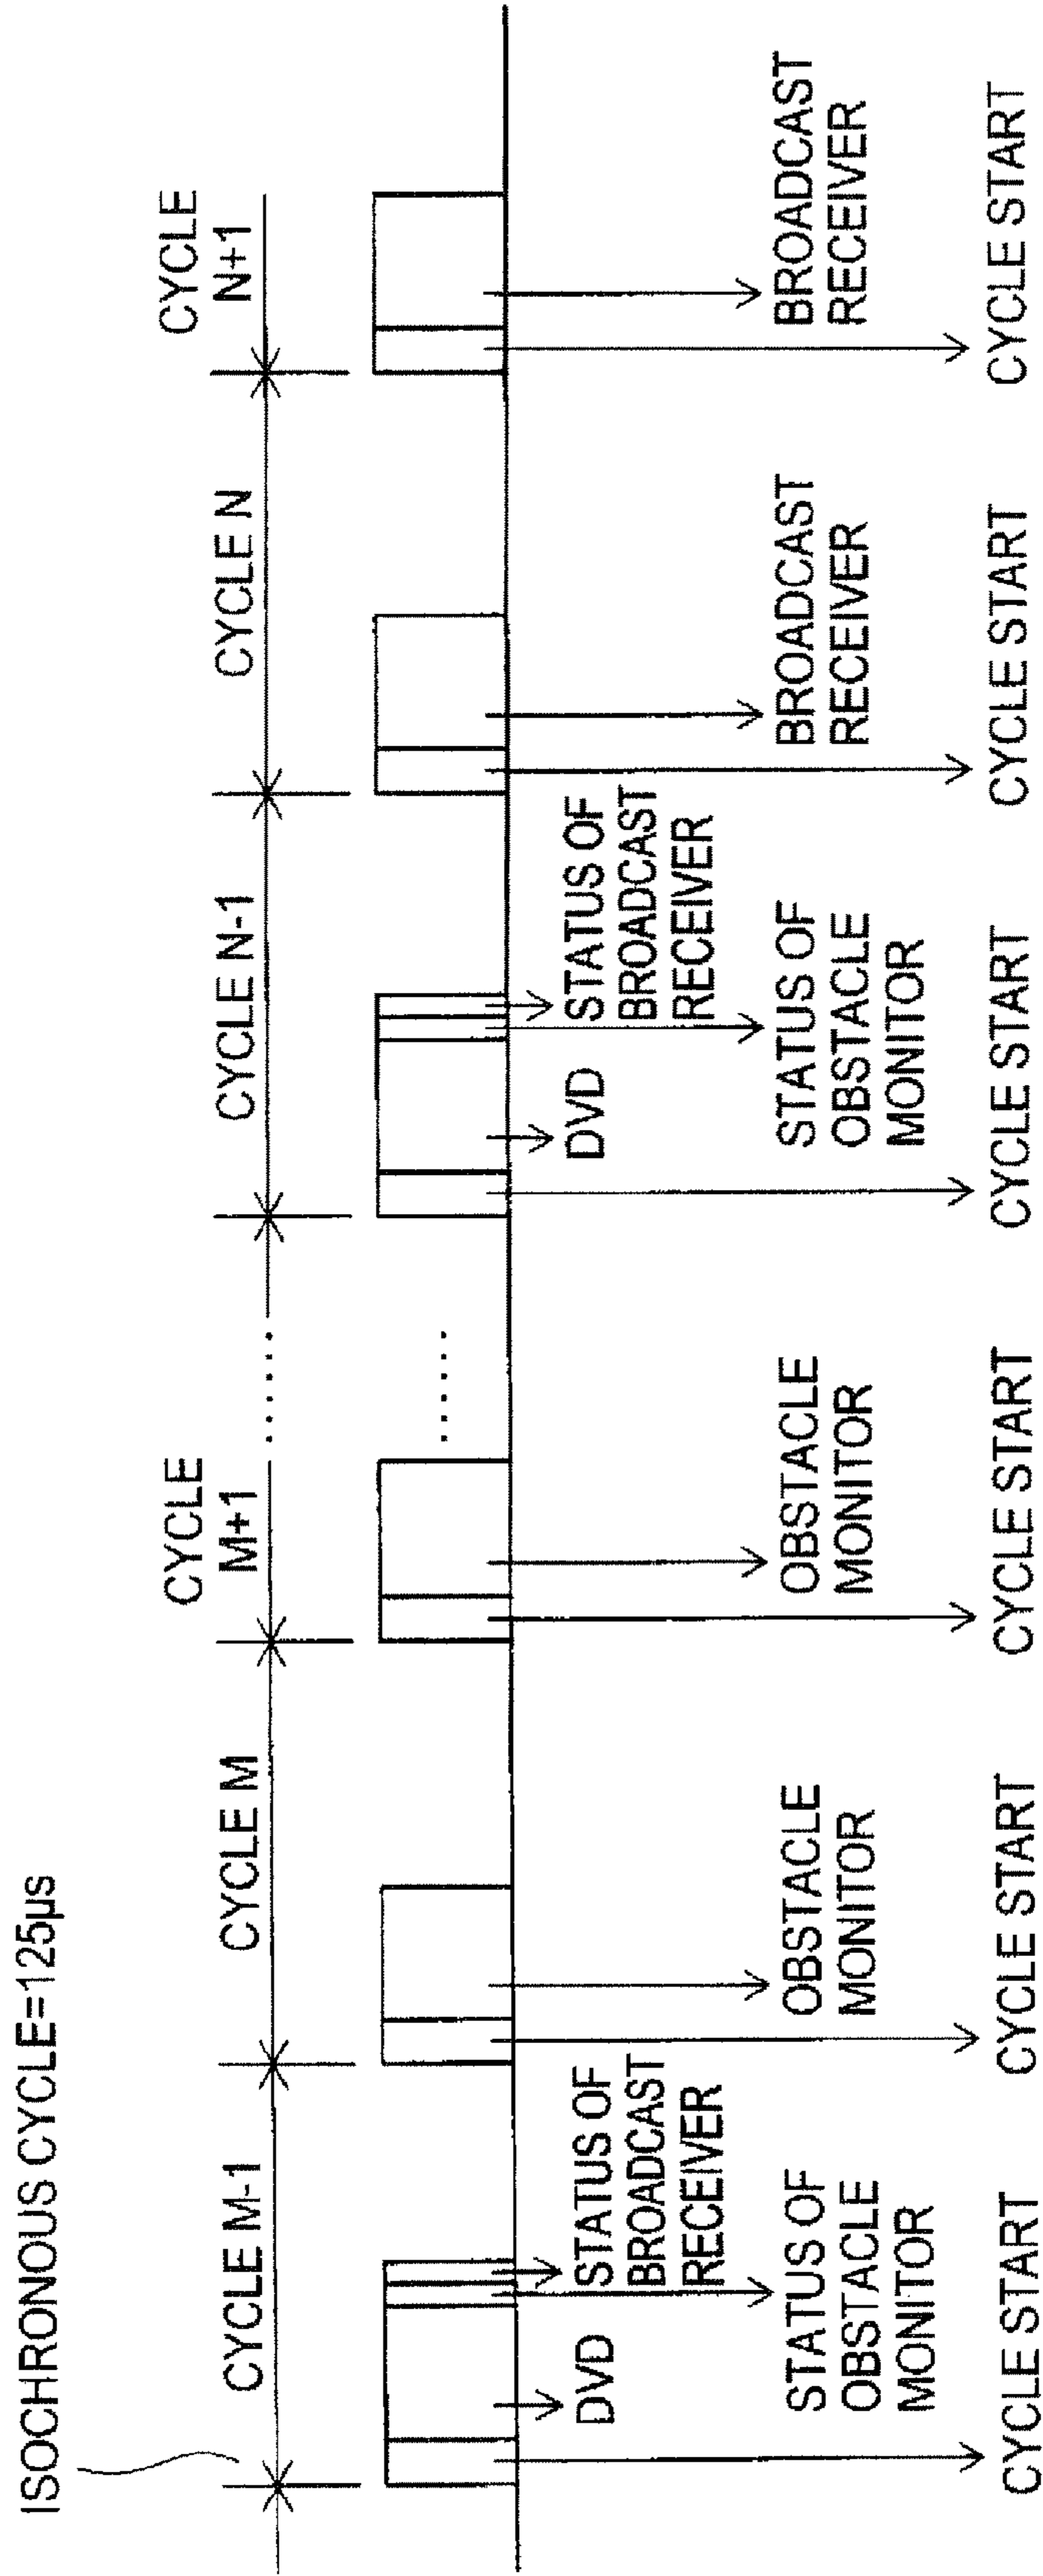 ISOCHRONOUS CYCLE=125µs
CYCLE M-1
CYCLE M
CYCLE
M+1
.....
CYCLE N-1
CYCLE N
CYCLE
N+1
.....
DVD
STATUS OF
BROADCAST
RECEIVER
STATUS OF
OBSTACLE
MONITOR
CYCLE START
OBSTACLE
MONITOR
CYCLE START
OBSTACLE
MONITOR
CYCLE START
DVD
STATUS OF
BROADCAST
RECEIVER
STATUS OF
OBSTACLE
MONITOR
CYCLE START
BROADCAST
RECEIVER
CYCLE START
BROADCAST
RECEIVER
CYCLE START